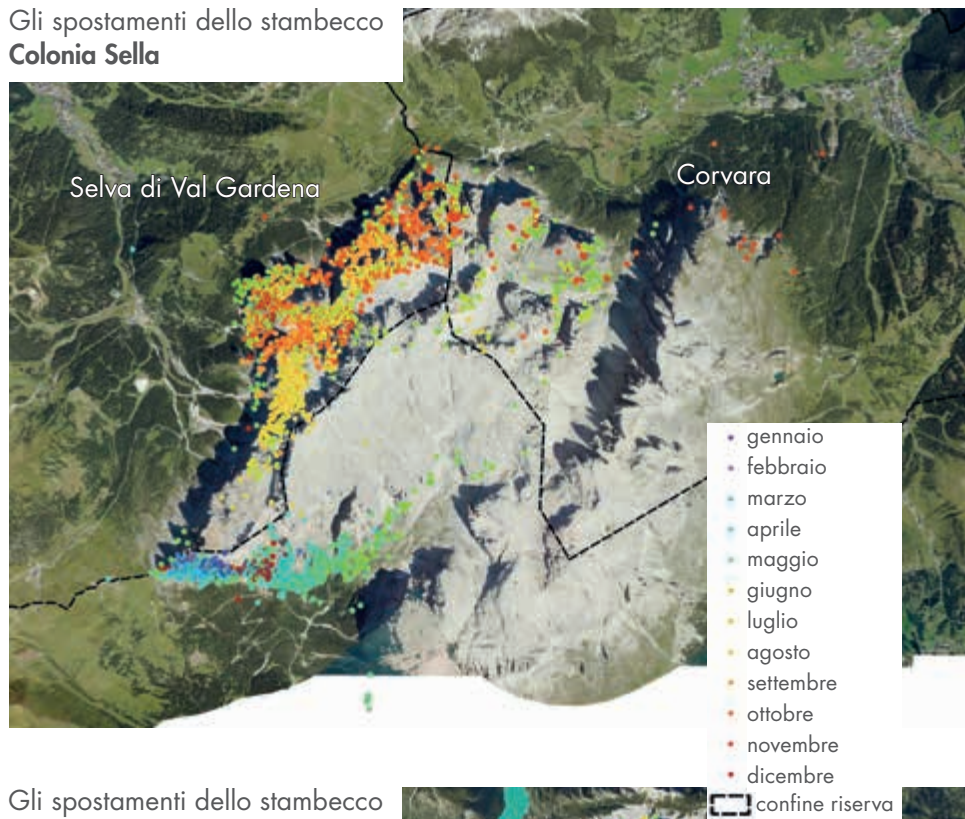 Gli spostamenti dello stambecco
Colonia Sella
Selva di Val Gardena
Corvara
gennaio
febbraio
marzo
aprile
maggio
giugno
luglio
agosto
settembre
ottobre
novembre
dicembre
confine riserva
Gli spostamenti dello stambecco